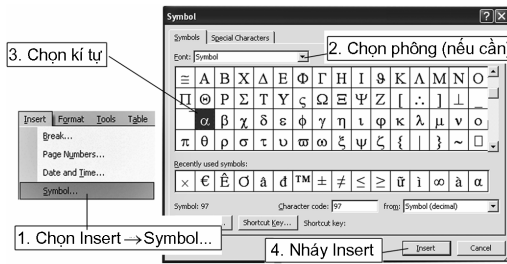 Symbol
Symbols Special Characters
Font: Symbol
2. Chọn phông (nếu cần)
3. Chọn kí tự
≅ Α Β Χ Δ Ε Φ Γ Η Ι ϑ Κ Λ Μ Ν Ο
Π Θ Ρ Σ Τ Υ ς Ω Ξ Ψ Ζ [ ∴ ] ⊥ _
α β χ δ ε φ γ η ι ϕ κ λ μ ν ο
π θ ρ σ τ υ ϖ ω ξ ψ ζ { | } ~ □
Recently used symbols:
× € Ê Ơ â đ ™ ± ≠ ≤ ≥ ữ ì ∞ à α
Symbol: 97 Character code: 97 from: Symbol (decimal)
... Shortcut Key... Shortcut key:
Insert Cancel
Insert Format Tools Table
Break...
Page Numbers...
Date and Time...
Symbol...
1. Chọn Insert →Symbol...
4. Nháy Insert